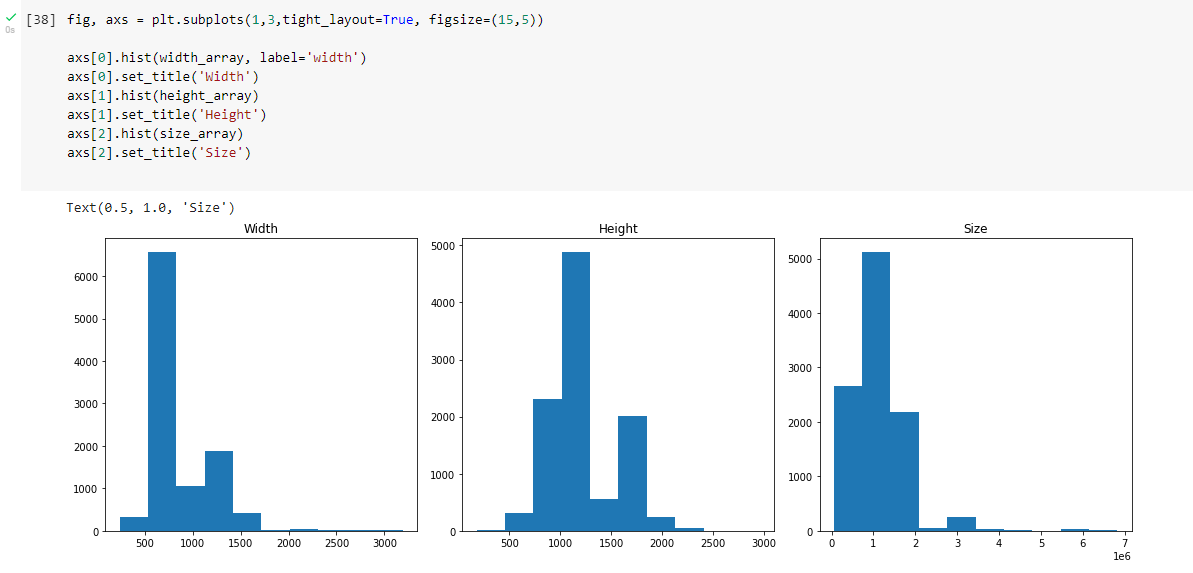 [38] fig, axs = plt.subplots(1,3,tight_layout=True, figsize=(15,5))
0s
axs[0].hist(width_array, label='width')
axs[0].set_title('Width')
axs[1].hist(height_array)
axs[1].set_title('Height')
axs[2].hist(size_array)
axs[2].set_title('Size')
Text(0.5, 1.0, 'Size')
Width
6000
5000
4000
3000
2000
1000
0
500 1000 1500 2000 2500 3000
Height
5000
4000
3000
2000
1000
0
500 1000 1500 2000 2500 3000
Size
5000
4000
3000
2000
1000
0
0 1 2 3 4 5 6 7
1e6